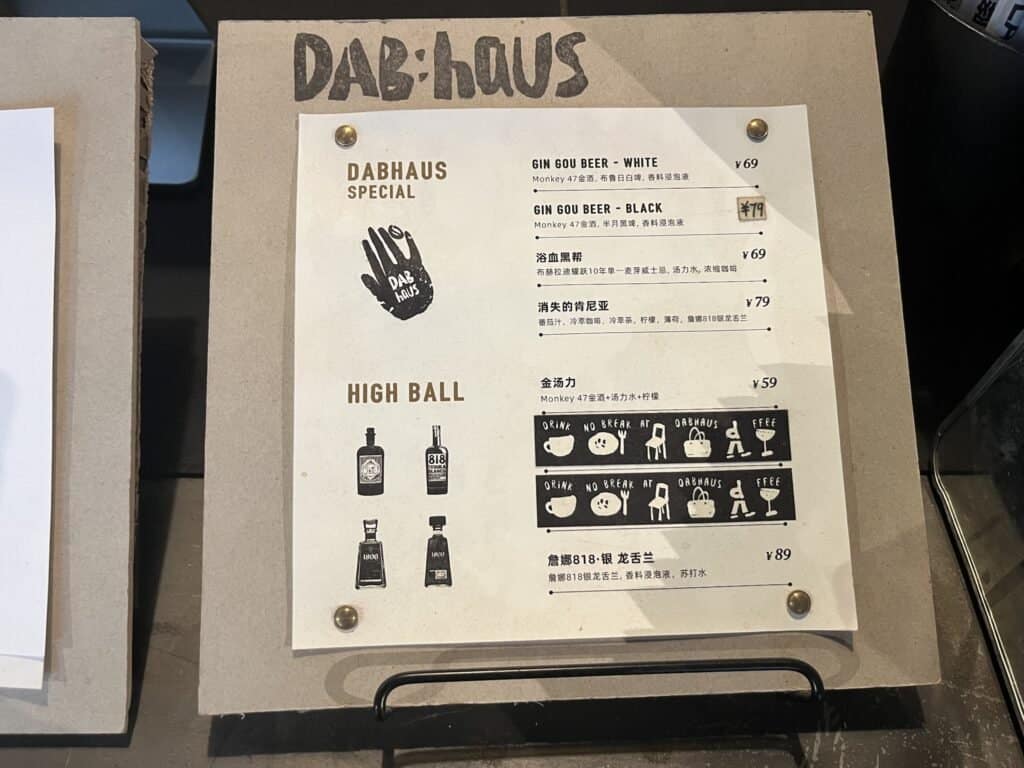 DAB:haus
DABHAUS
SPECIAL
DAB
haus
GIN GOU BEER - WHITE ¥69
Monkey 47金酒, 布鲁日白啤, 香料浸泡液
GIN GOU BEER - BLACK ¥79
Monkey 47金酒, 半月黑啤, 香料浸泡液
浴血黑帮 ¥69
布赫拉迪耀跃10年单一麦芽威士忌, 汤力水, 浓缩咖啡
消失的肯尼亚 ¥79
番茄汁, 冷萃咖啡, 冷萃茶, 柠檬, 薄荷, 詹娜818银龙舌兰
HIGH BALL
818
1800
1800
金汤力 ¥59
Monkey 47金酒+汤力水+柠檬
DRINK NO BREAK AT DABHAUS FFEE
DRINK NO BREAK AT DABHAUS FFEE
詹娜818·银 龙舌兰 ¥89
詹娜818银龙舌兰, 香料浸泡液, 苏打水